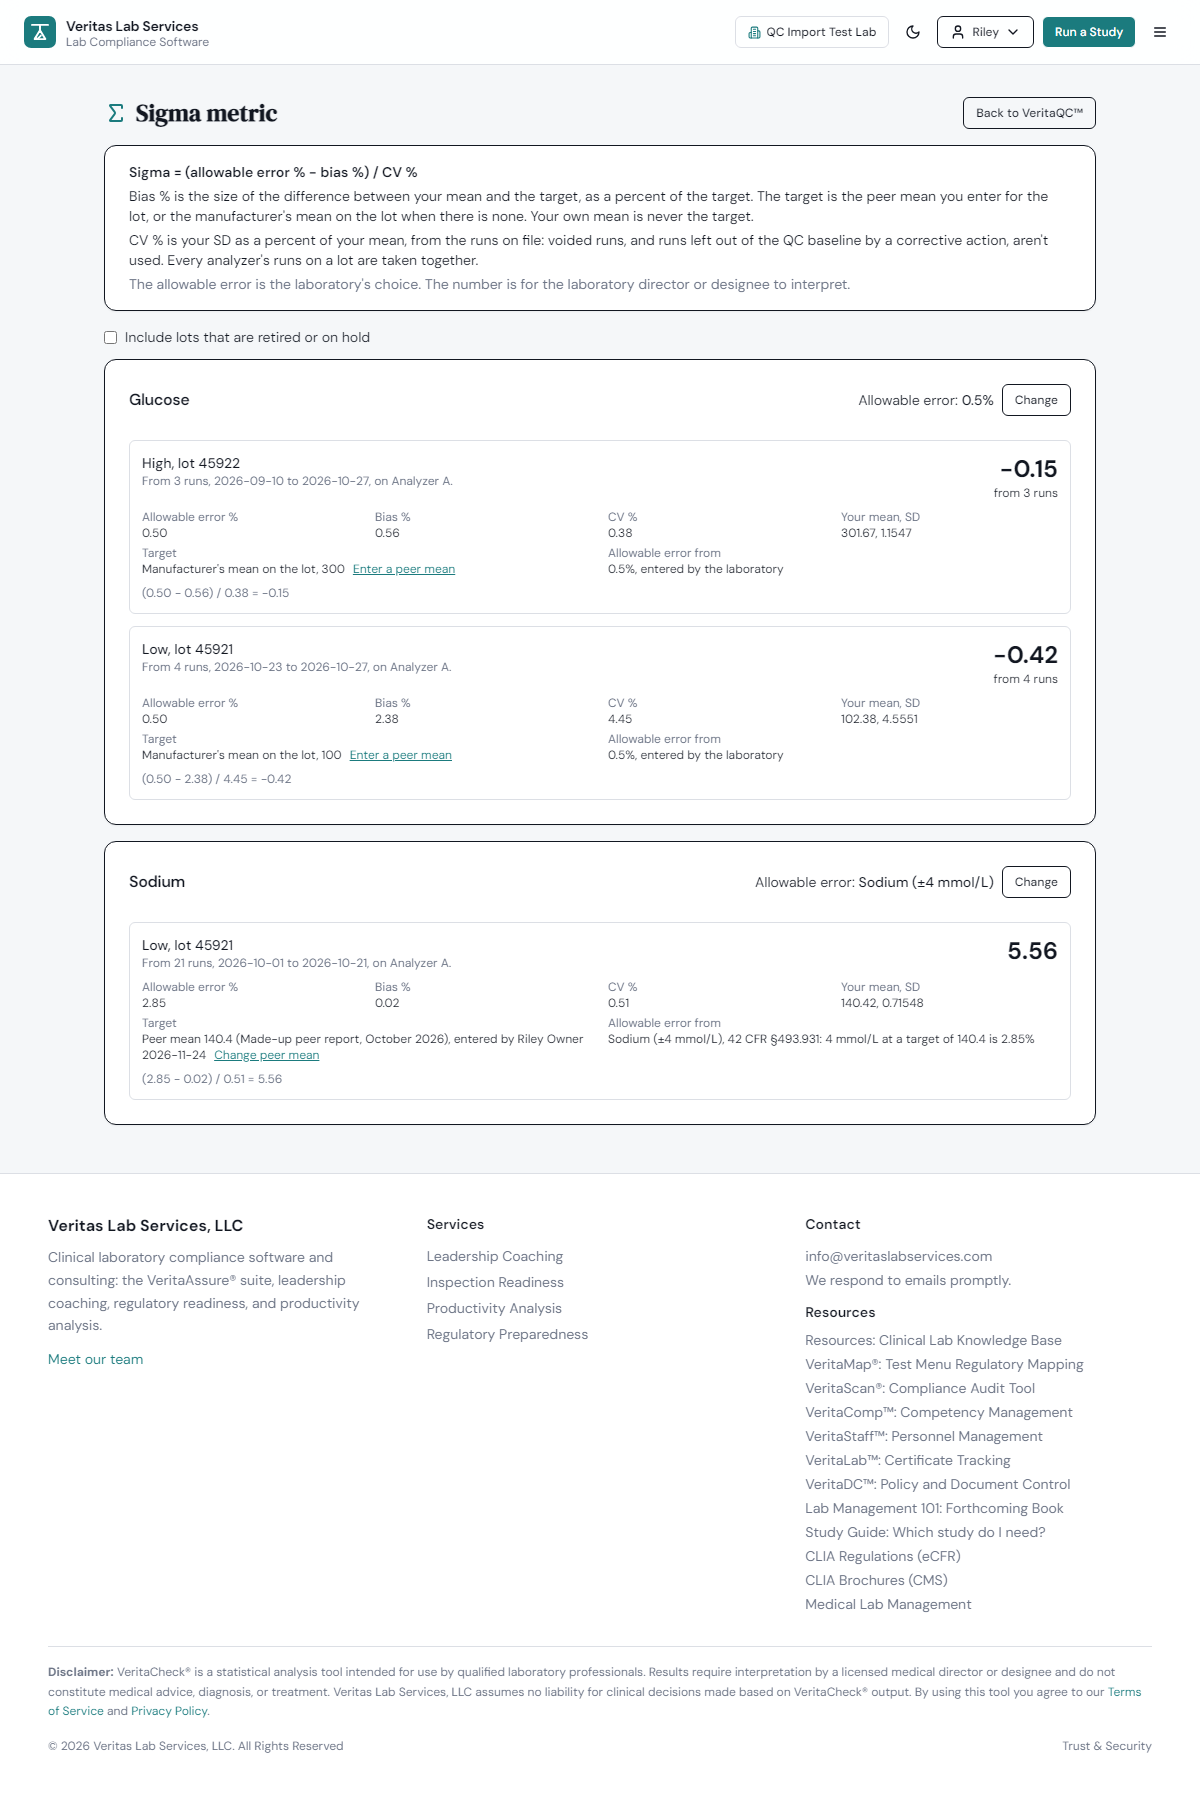 Veritas Lab Services
Lab Compliance Software
QC Import Test Lab
Riley
Run a Study
Sigma metric
Back to VeritaQC™
Sigma = (allowable error % - bias %) / CV %
Bias % is the size of the difference between your mean and the target, as a percent of the target. The target is the peer mean you enter for the
lot, or the manufacturer's mean on the lot when there is none. Your own mean is never the target.
CV % is your SD as a percent of your mean, from the runs on file: voided runs, and runs left out of the QC baseline by a corrective action, aren't
used. Every analyzer's runs on a lot are taken together.
The allowable error is the laboratory's choice. The number is for the laboratory director or designee to interpret.
Include lots that are retired or on hold
Glucose
Allowable error: 0.5%
Change
High, lot 45922
From 3 runs, 2026-09-10 to 2026-10-27, on Analyzer A.
-0.15
from 3 runs
Allowable error %
0.50
Bias %
0.56
CV %
0.38
Your mean, SD
301.67, 1.1547
Target
Manufacturer's mean on the lot, 300 Enter a peer mean
Allowable error from
0.5%, entered by the laboratory
(0.50 - 0.56) / 0.38 = -0.15
Low, lot 45921
From 4 runs, 2026-10-23 to 2026-10-27, on Analyzer A.
-0.42
from 4 runs
Allowable error %
0.50
Bias %
2.38
CV %
4.45
Your mean, SD
102.38, 4.5551
Target
Manufacturer's mean on the lot, 100 Enter a peer mean
Allowable error from
0.5%, entered by the laboratory
(0.50 - 2.38) / 4.45 = -0.42
Sodium
Allowable error: Sodium (±4 mmol/L)
Change
Low, lot 45921
From 21 runs, 2026-10-01 to 2026-10-21, on Analyzer A.
5.56
Allowable error %
2.85
Bias %
0.02
CV %
0.51
Your mean, SD
140.42, 0.71548
Target
Peer mean 140.4 (Made-up peer report, October 2026), entered by Riley Owner
2026-11-24 Change peer mean
Allowable error from
Sodium (±4 mmol/L), 42 CFR §493.931: 4 mmol/L at a target of 140.4 is 2.85%
(2.85 - 0.02) / 0.51 = 5.56
Veritas Lab Services, LLC
Clinical laboratory compliance software and
consulting: the VeritaAssure® suite, leadership
coaching, regulatory readiness, and productivity
analysis.
Meet our team
Services
Leadership Coaching
Inspection Readiness
Productivity Analysis
Regulatory Preparedness
Contact
info@veritaslabservices.com
We respond to emails promptly.
Resources
Resources: Clinical Lab Knowledge Base
VeritaMap®: Test Menu Regulatory Mapping
VeritaScan®: Compliance Audit Tool
VeritaComp™: Competency Management
VeritaStaff™: Personnel Management
VeritaLab™: Certificate Tracking
VeritaDC™: Policy and Document Control
Lab Management 101: Forthcoming Book
Study Guide: Which study do I need?
CLIA Regulations (eCFR)
CLIA Brochures (CMS)
Medical Lab Management
Disclaimer: VeritaCheck® is a statistical analysis tool intended for use by qualified laboratory professionals. Results require interpretation by a licensed medical director or designee and do not
constitute medical advice, diagnosis, or treatment. Veritas Lab Services, LLC assumes no liability for clinical decisions made based on VeritaCheck® output. By using this tool you agree to our Terms
of Service and Privacy Policy.
© 2026 Veritas Lab Services, LLC. All Rights Reserved
Trust & Security